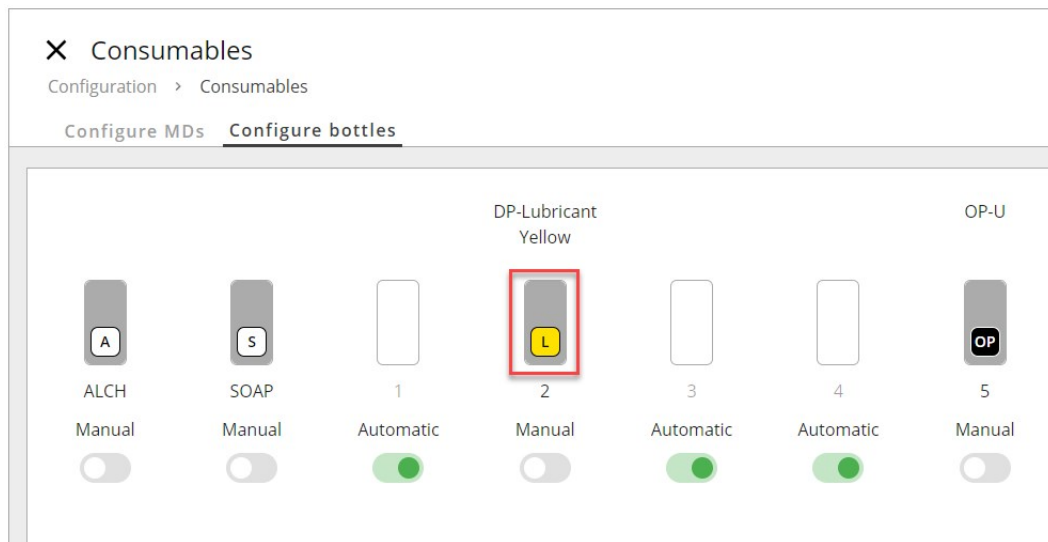 Consumables
Configuration > Consumables
Configure MDs Configure bottles
DP-Lubricant OP-U
Yellow
A S L OP
ALCH SOAP 1 2 3 4 5
Manual Manual Automatic Manual Automatic Automatic Manual